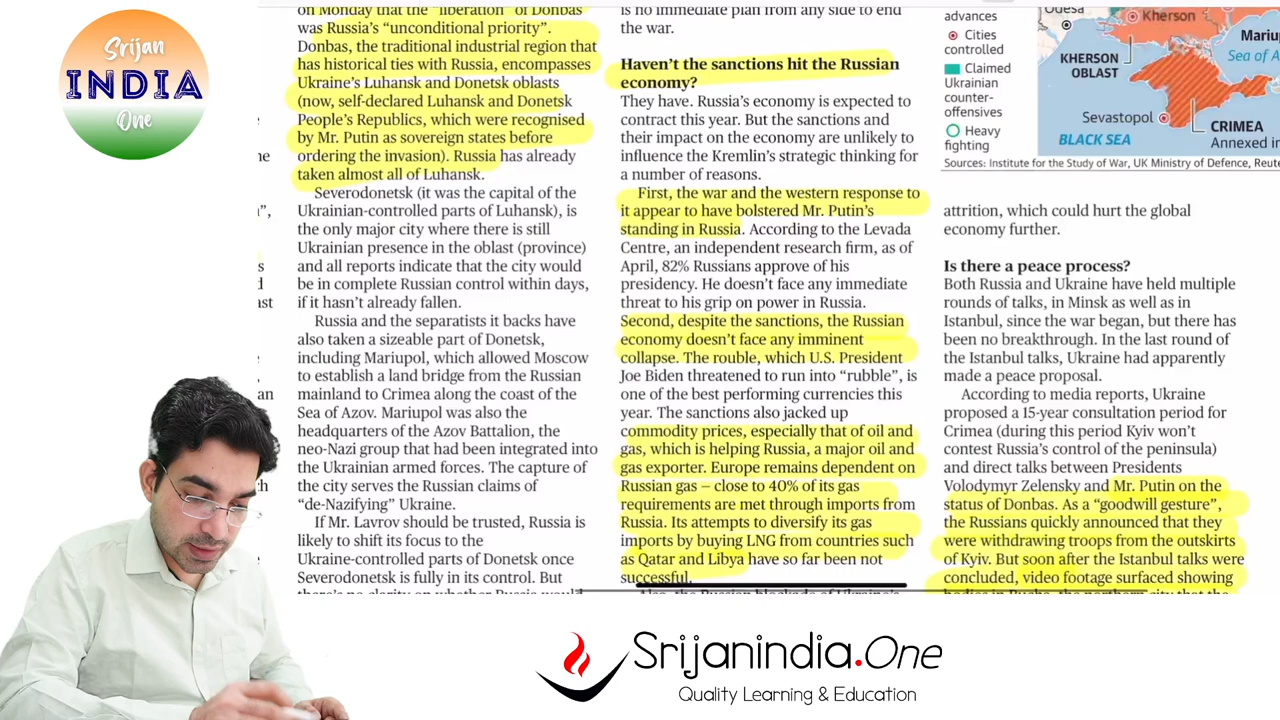 Srijan
INDIA
One
he
",
s
d
ast
e
an
ch
e
on Monday that the "liberation" of Donbas
was Russia's "unconditional priority".
Donbas, the traditional industrial region that
has historical ties with Russia, encompasses
Ukraine's Luhansk and Donetsk oblasts
(now, self-declared Luhansk and Donetsk
People's Republics, which were recognised
by Mr. Putin as sovereign states before
ordering the invasion). Russia has already
taken almost all of Luhansk.
Severodonetsk (it was the capital of the
Ukrainian-controlled parts of Luhansk), is
the only major city where there is still
Ukrainian presence in the oblast (province)
and all reports indicate that the city would
be in complete Russian control within days,
if it hasn't already fallen.
Russia and the separatists it backs have
also taken a sizeable part of Donetsk,
including Mariupol, which allowed Moscow
to establish a land bridge from the Russian
mainland to Crimea along the coast of the
Sea of Azov. Mariupol was also the
headquarters of the Azov Battalion, the
neo-Nazi group that had been integrated into
the Ukrainian armed forces. The capture of
the city serves the Russian claims of
"de-Nazifying" Ukraine.
If Mr. Lavrov should be trusted, Russia is
likely to shift its focus to the
Ukraine-controlled parts of Donetsk once
Severodonetsk is fully in its control. But
there's no clarity on whether Russia would
is no immediate plan from any side to end
the war.
Haven't the sanctions hit the Russian
economy?
They have. Russia's economy is expected to
contract this year. But the sanctions and
their impact on the economy are unlikely to
influence the Kremlin's strategic thinking for
a number of reasons.
First, the war and the western response to
it appear to have bolstered Mr. Putin's
standing in Russia. According to the Levada
Centre, an independent research firm, as of
April, 82% Russians approve of his
presidency. He doesn't face any immediate
threat to his grip on power in Russia.
Second, despite the sanctions, the Russian
economy doesn't face any imminent
collapse. The rouble, which U.S. President
Joe Biden threatened to run into "rubble", is
one of the best performing currencies this
year. The sanctions also jacked up
commodity prices, especially that of oil and
gas, which is helping Russia, a major oil and
gas exporter. Europe remains dependent on
Russian gas — close to 40% of its gas
requirements are met through imports from
Russia. Its attempts to diversify its gas
imports by buying LNG from countries such
as Qatar and Libya have so far been not
successful.
Also, the Russian blockade of Ukraine's
advances
Cities
controlled
Claimed
Ukrainian
counter-
offensives
Heavy
fighting
Odesa
Kherson
KHERSON
OBLAST
Mariu
Sea of A
Sevastopol
BLACK SEA
CRIMEA
Annexed in
Sources: Institute for the Study of War, UK Ministry of Defence, Reute
attrition, which could hurt the global
economy further.
Is there a peace process?
Both Russia and Ukraine have held multiple
rounds of talks, in Minsk as well as in
Istanbul, since the war began, but there has
been no breakthrough. In the last round of
the Istanbul talks, Ukraine had apparently
made a peace proposal.
According to media reports, Ukraine
proposed a 15-year consultation period for
Crimea (during this period Kyiv won't
contest Russia's control of the peninsula)
and direct talks between Presidents
Volodymyr Zelensky and Mr. Putin on the
status of Donbas. As a "goodwill gesture",
the Russians quickly announced that they
were withdrawing troops from the outskirts
of Kyiv. But soon after the Istanbul talks were
concluded, video footage surfaced showing
bodies in Bucha, the northern city that the
Srijanindia.One
Quality Learning & Education